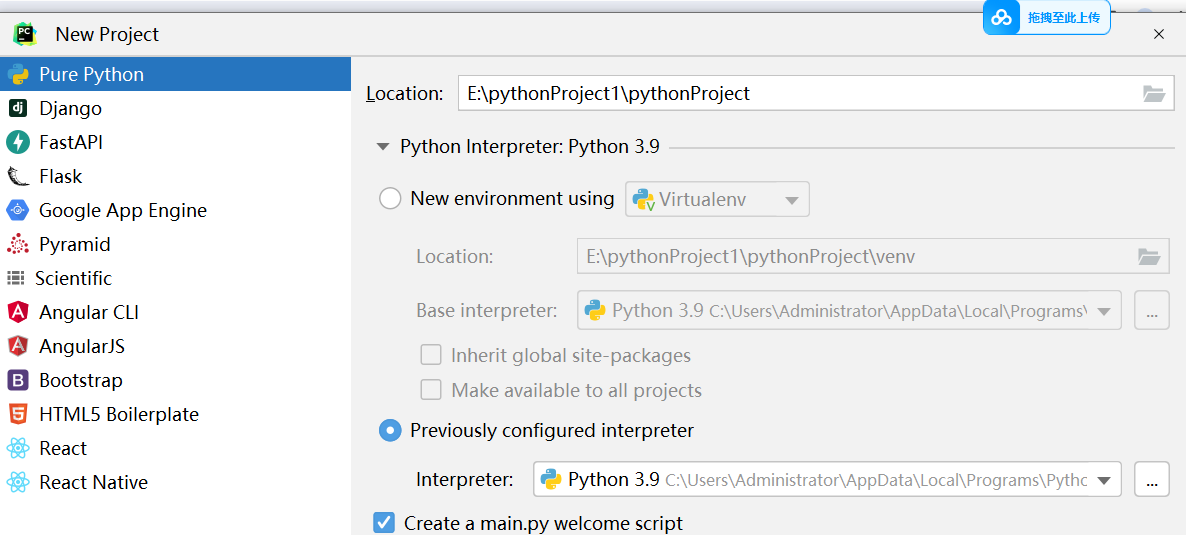 拖拽至此上传
PC
New Project
Pure Python
dj
Django
FastAPI
Flask
Google App Engine
Pyramid
Scientific
Angular CLI
AngularJS
B
Bootstrap
HTML5 Boilerplate
React
React Native
Location:
E:\pythonProject1\pythonProject
Python Interpreter: Python 3.9
New environment using
Virtualenv
Location:
E:\pythonProject1\pythonProject\venv
Base interpreter:
Python 3.9 C:\Users\Administrator\AppData\Local\Programs\
...
Inherit global site-packages
Make available to all projects
Previously configured interpreter
Interpreter:
Python 3.9 C:\Users\Administrator\AppData\Local\Programs\Pythc
...
Create a main.py welcome script